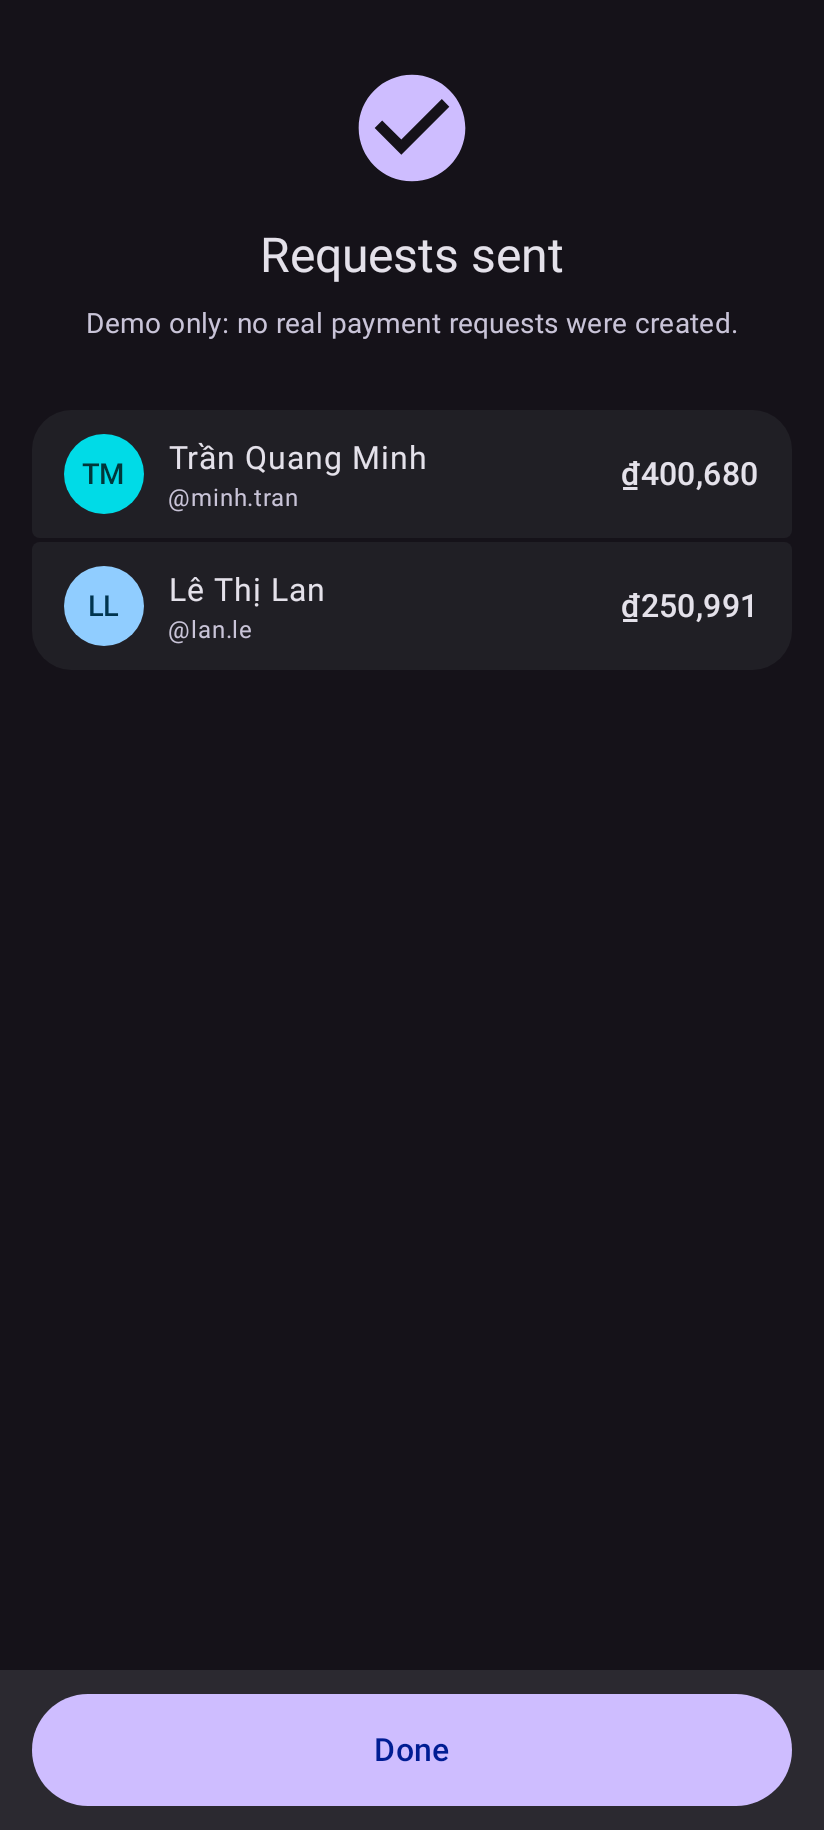 Requests sent
Demo only: no real payment requests were created.
TM
Trần Quang Minh
@minh.tran
₫400,680
LL
Lê Thị Lan
@lan.le
₫250,991
Done